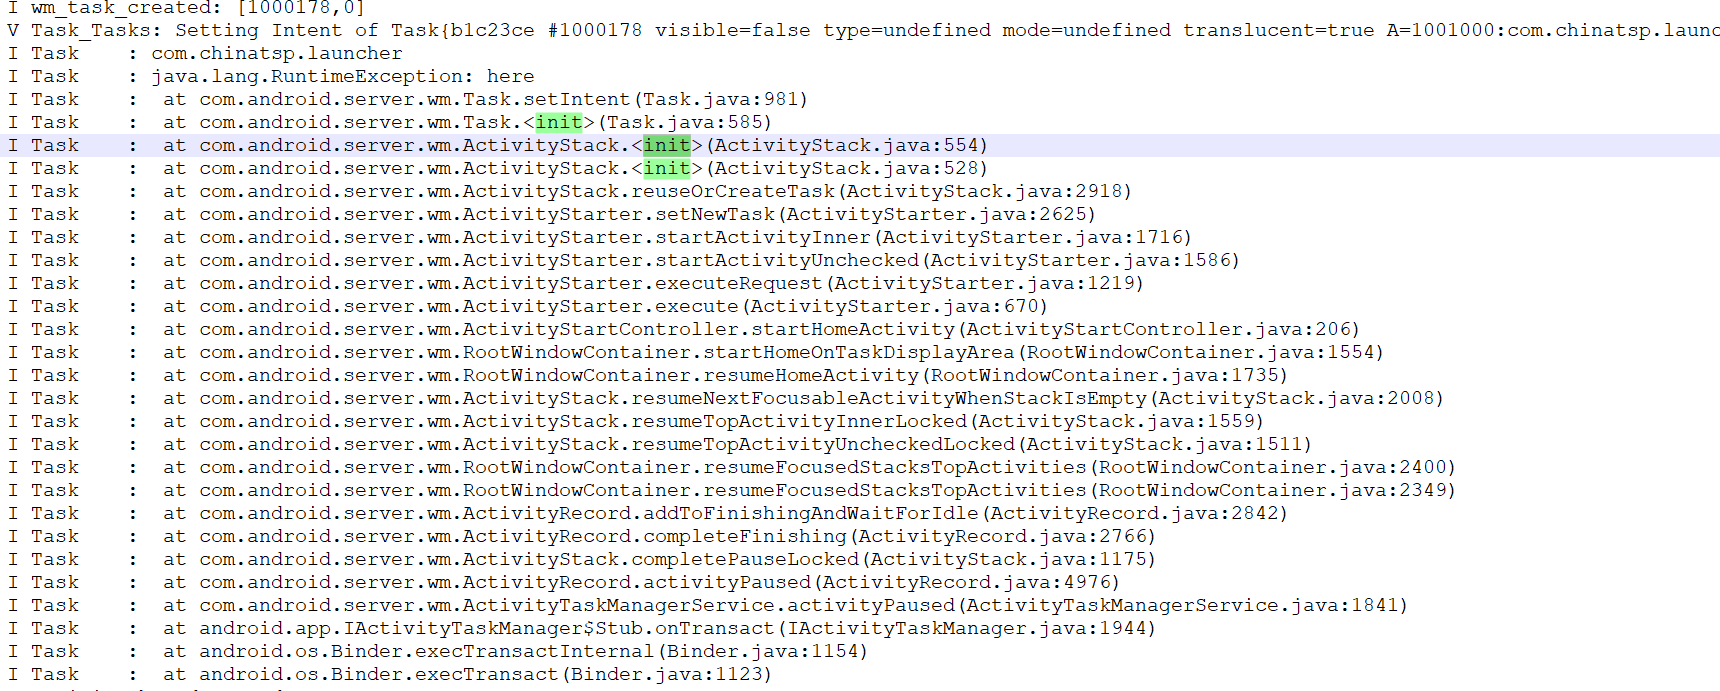 I wm_task_created: [1000178,0]
V Task_Tasks: Setting Intent of Task{b1c23ce #1000178 visible=false type=undefined mode=undefined translucent=true A=1001000:com.chinatsp.launc
I Task    : com.chinatsp.launcher
I Task    : java.lang.RuntimeException: here
I Task    :  at com.android.server.wm.Task.setIntent(Task.java:981)
I Task    :  at com.android.server.wm.Task.<init>(Task.java:585)
I Task    :  at com.android.server.wm.ActivityStack.<init>(ActivityStack.java:554)
I Task    :  at com.android.server.wm.ActivityStack.<init>(ActivityStack.java:528)
I Task    :  at com.android.server.wm.ActivityStack.reuseOrCreateTask(ActivityStack.java:2918)
I Task    :  at com.android.server.wm.ActivityStarter.setNewTask(ActivityStarter.java:2625)
I Task    :  at com.android.server.wm.ActivityStarter.startActivityInner(ActivityStarter.java:1716)
I Task    :  at com.android.server.wm.ActivityStarter.startActivityUnchecked(ActivityStarter.java:1586)
I Task    :  at com.android.server.wm.ActivityStarter.executeRequest(ActivityStarter.java:1219)
I Task    :  at com.android.server.wm.ActivityStarter.execute(ActivityStarter.java:670)
I Task    :  at com.android.server.wm.ActivityStartController.startHomeActivity(ActivityStartController.java:206)
I Task    :  at com.android.server.wm.RootWindowContainer.startHomeOnTaskDisplayArea(RootWindowContainer.java:1554)
I Task    :  at com.android.server.wm.RootWindowContainer.resumeHomeActivity(RootWindowContainer.java:1735)
I Task    :  at com.android.server.wm.ActivityStack.resumeNextFocusableActivityWhenStackIsEmpty(ActivityStack.java:2008)
I Task    :  at com.android.server.wm.ActivityStack.resumeTopActivityInnerLocked(ActivityStack.java:1559)
I Task    :  at com.android.server.wm.ActivityStack.resumeTopActivityUncheckedLocked(ActivityStack.java:1511)
I Task    :  at com.android.server.wm.RootWindowContainer.resumeFocusedStacksTopActivities(RootWindowContainer.java:2400)
I Task    :  at com.android.server.wm.RootWindowContainer.resumeFocusedStacksTopActivities(RootWindowContainer.java:2349)
I Task    :  at com.android.server.wm.ActivityRecord.addToFinishingAndWaitForIdle(ActivityRecord.java:2842)
I Task    :  at com.android.server.wm.ActivityRecord.completeFinishing(ActivityRecord.java:2766)
I Task    :  at com.android.server.wm.ActivityStack.completePauseLocked(ActivityStack.java:1175)
I Task    :  at com.android.server.wm.ActivityRecord.activityPaused(ActivityRecord.java:4976)
I Task    :  at com.android.server.wm.ActivityTaskManagerService.activityPaused(ActivityTaskManagerService.java:1841)
I Task    :  at android.app.IActivityTaskManager$Stub.onTransact(IActivityTaskManager.java:1944)
I Task    :  at android.os.Binder.execTransactInternal(Binder.java:1154)
I Task    :  at android.os.Binder.execTransact(Binder.java:1123)